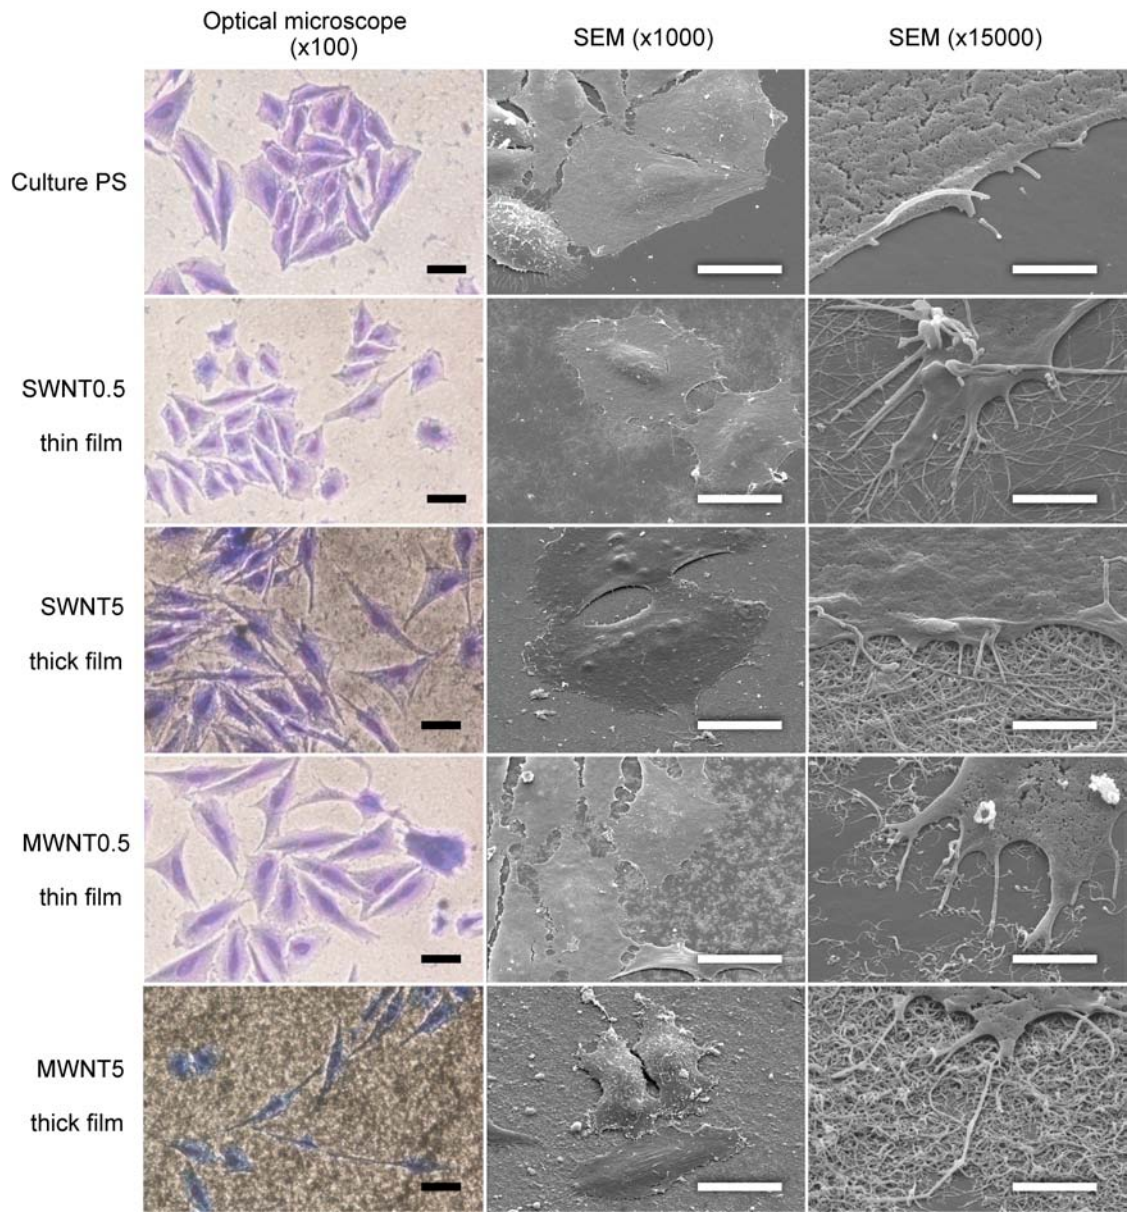 Optical microscope
(x100)
SEM (x1000)
SEM (x15000)
Culture PS
SWNT0.5
thin film
SWNT5
thick film
MWNT0.5
thin film
MWNT5
thick film